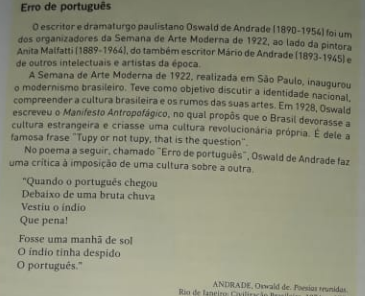 Erro de português
O escritor e dramaturgo paulistano Oswald de Andrade (1890-1954) foi um
dos organizadores da Semana de Arte Moderna de 1922, ao lado da pintora
Anita Malfatti (1889-1964), do também escritor Mário de Andrade (1893-1945) e
de outros intelectuais e artistas da época.
A Semana de Arte Moderna de 1922, realizada em São Paulo, inaugurou
o modernismo brasileiro. Teve como objetivo discutir a identidade nacional,
compreender a cultura brasileira e os rumos das suas artes. Em 1928, Oswald
escreveu o Manifesto Antropofágico, no qual propôs que o Brasil devorasse a
cultura estrangeira e criasse uma cultura revolucionária própria. É dele a
famosa frase "Tupy or not tupy, that is the question".
No poema a seguir, chamado "Erro de português", Oswald de Andrade faz
uma crítica à imposição de uma cultura sobre a outra.
"Quando o português chegou
Debaixo de uma bruta chuva
Vestiu o índio
Que pena!
Fosse uma manhã de sol
O índio tinha despido
O português."
ANDRADE, Oswald de. Poesias reunidas.
Rio de Janeiro: Civilização Brasileira,